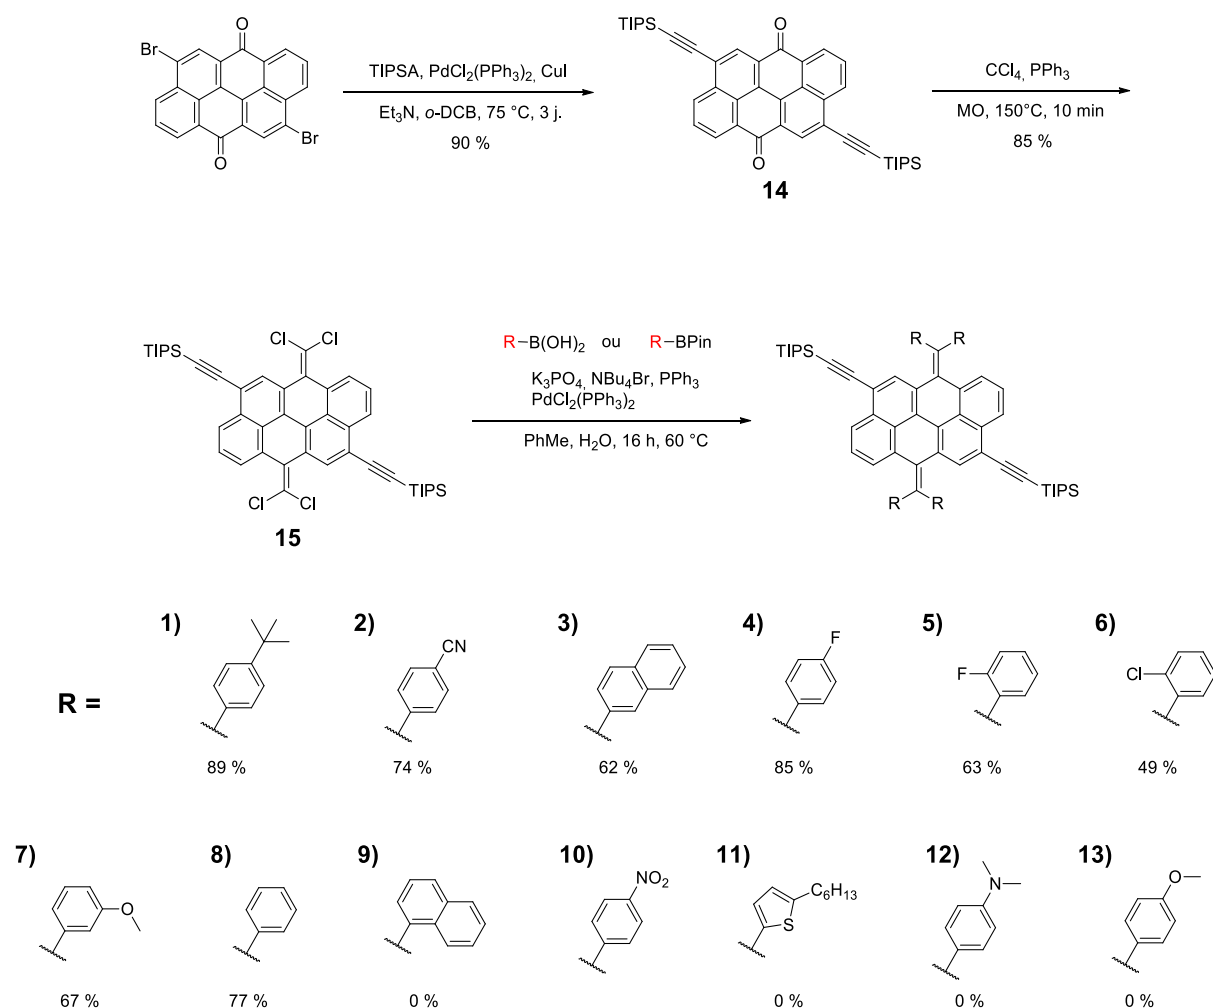 TIPS
O
Br
Br
O
TIPSA, PdCl2(PPh3)2, CuI
Et3N, o-DCB, 75 °C, 3 j.
90 %
O
O
TIPS
14
CCl4, PPh3
MO, 150°C, 10 min
85 %
Cl Cl
TIPS
TIPS
Cl Cl
15
R-B(OH)2 ou R-BPin
K3PO4, NBu4Br, PPh3
PdCl2(PPh3)2
PhMe, H2O, 16 h, 60 °C
R R
TIPS
TIPS
R R
R =
1)
89 %
2)
CN
74 %
3)
62 %
4)
F
85 %
5)
F
63 %
6)
Cl
49 %
7)
O
67 %
8)
77 %
9)
0 %
10)
NO2
11)
C6H13
S
0 %
12)
N
0 %
13)
O
0 %